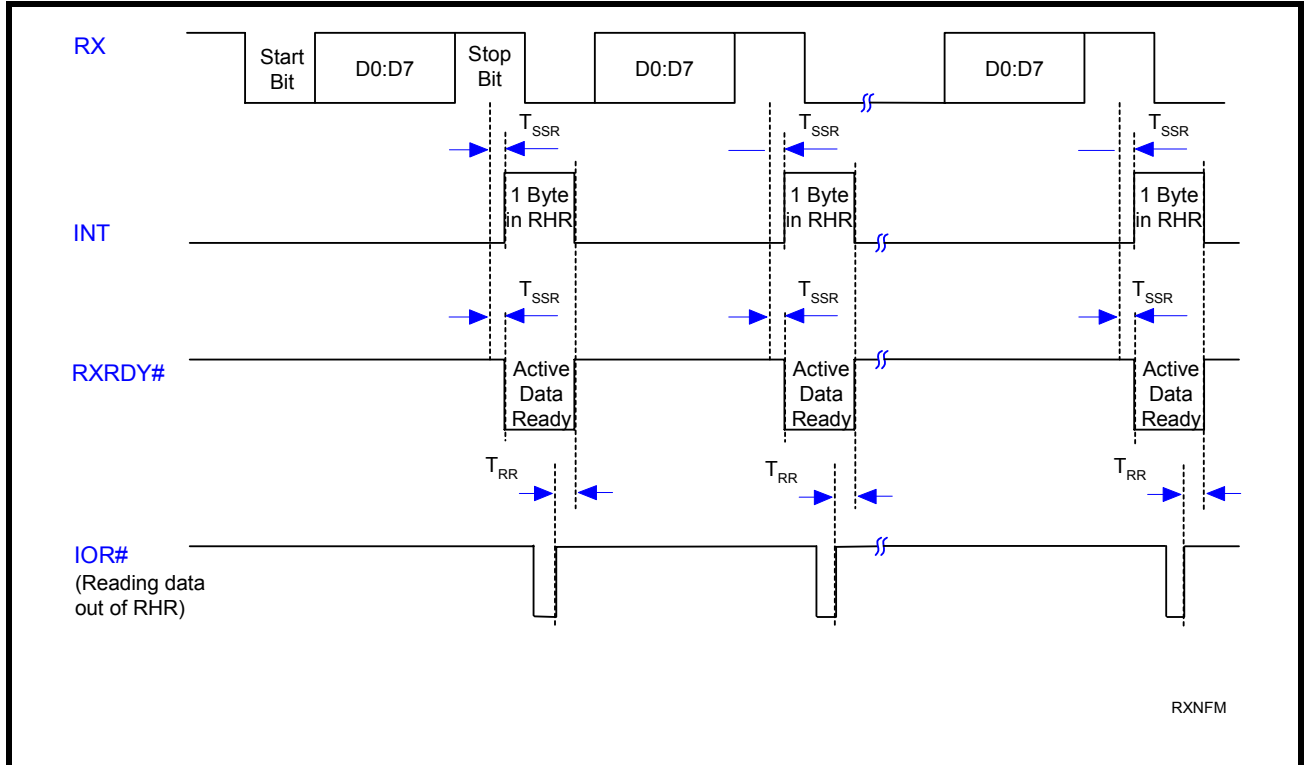 RX
Start
Bit
D0:D7
Stop
Bit
D0:D7
D0:D7
TSSR
TSSR
TSSR
INT
1 Byte
in RHR
1 Byte
in RHR
1 Byte
in RHR
TSSR
TSSR
TSSR
RXRDY#
Active
Data
Ready
Active
Data
Ready
Active
Data
Ready
TRR
TRR
TRR
IOR#
(Reading data
out of RHR)
RXNFM